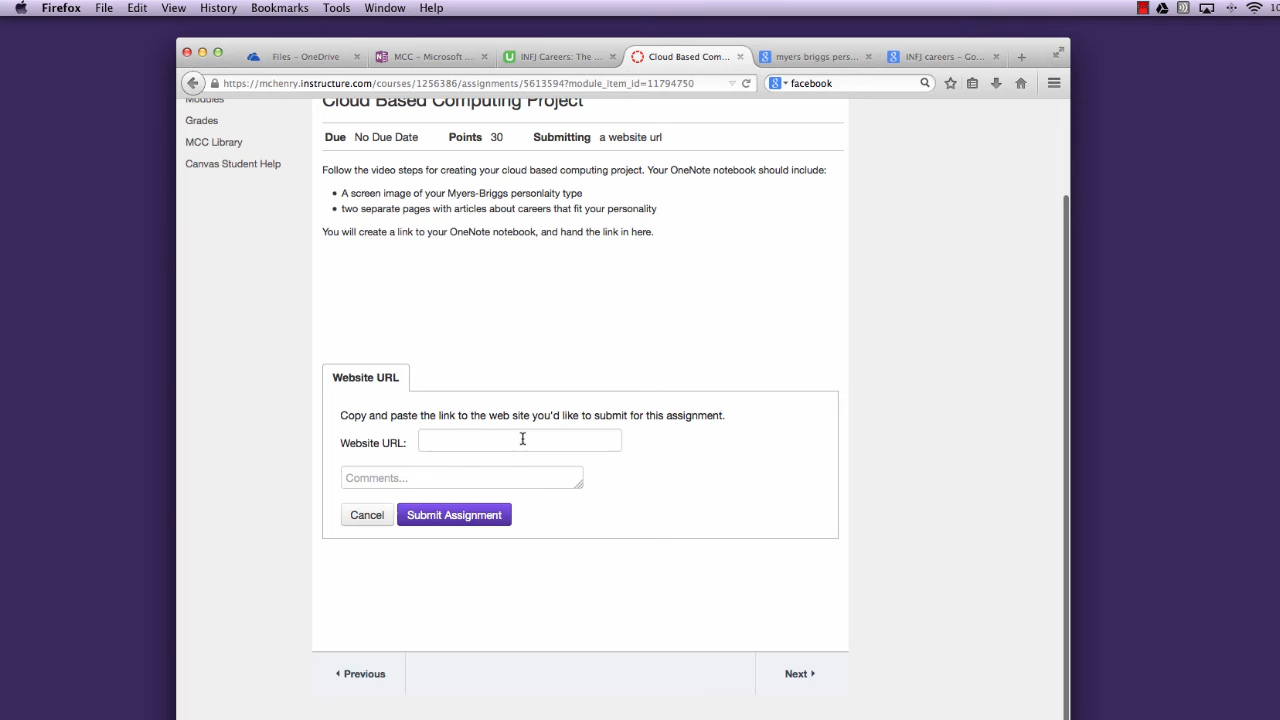 Firefox File Edit View History Bookmarks Tools Window Help
Files – OneDrive
MCC – Microsoft ...
INFJ Careers: The ...
Cloud Based Com...
myers briggs pers...
INFJ careers – Go...
https://mchenry.instructure.com/courses/1256386/assignments/5613594?module_item_id=11794750
facebook
Modules
Grades
MCC Library
Canvas Student Help
Cloud Based Computing Project
Due No Due Date Points 30 Submitting a website url
Follow the video steps for creating your cloud based computing project. Your OneNote notebook should include:
A screen image of your Myers-Briggs personlaity type
two separate pages with articles about careers that fit your personality
You will create a link to your OneNote notebook, and hand the link in here.
Website URL
Copy and paste the link to the web site you'd like to submit for this assignment.
Website URL:
Comments...
Cancel Submit Assignment
Previous Next